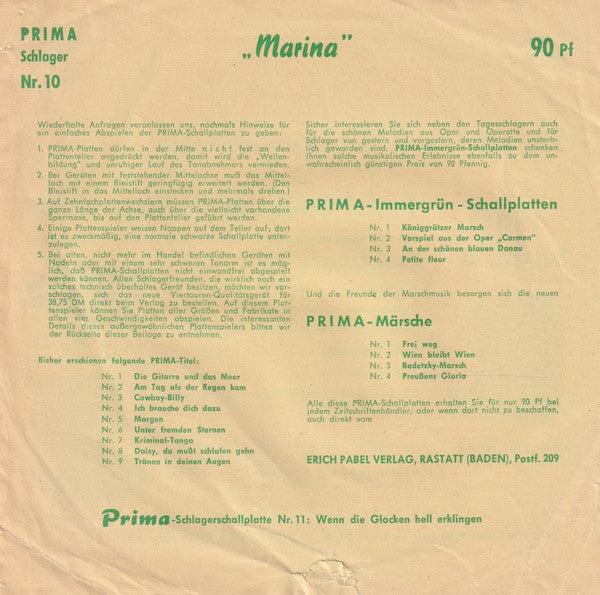 PRIMA
Schlager
Nr. 10
„Marina”
90 Pf
Wiederholte Anfragen veranlassen uns, nochmals Hinweise für
ein einfaches Abspielen der PRIMA-Schallplatten zu geben:
1. PRIMA-Platten dürfen in der Mitte nicht fest an den
Plattenteller angedrückt werden, damit wird die „Wellen-
bildung” und unruhiger Lauf des Tonabnehmers vermieden.
2. Bei Geräten mit feststehender Mittelachse muß das Mittel-
loch mit einem Bleistift geringfügig erweitert werden. (Den
Bleistift in das Mittelloch einstecken und mehrmals drehen.)
3. Auf Zehnfachplattenwechslern müssen PRIMA-Platten über die
ganze Länge der Achse, auch über die vielleicht vorhandene
Sperrnase, bis auf den Plattenteller geführt werden.
4. Einige Plattenspieler weisen Noppen auf dem Teller auf; dort
ist es zweckmäßig, eine normale schwarze Schallplatte unter-
zulegen.
5. Bei alten, nicht mehr im Handel befindlichen Geräten mit
Nadeln oder mit einem sehr schweren Tonarm ist es mög-
lich, daß PRIMA-Schallplatten nicht einwandfrei abgespielt
werden können. Allen Schlagerfreunden, die wirklich noch ein
solches technisch überholtes Gerät besitzen, möchten wir vor-
schlagen, sich das neue Viertouren-Qualitätsgerät für
38,75 DM direkt beim Verlag zu bestellen. Auf diesem Plat-
tenspieler können Sie Platten aller Größen und Fabrikate in
allen vier Geschwindigkeiten abspielen. Die interessanten
Details dieses außergewöhnlichen Plattenspielers bitten wir
der Rückseite dieser Beilage zu entnehmen.
Bisher erschienen folgende PRIMA-Titel:
Nr. 1 Die Gitarre und das Meer
Nr. 2 Am Tag als der Regen kam
Nr. 3 Cowboy-Billy
Nr. 4 Ich brauche dich dazu
Nr. 5 Morgen
Nr. 6 Unter fremden Sternen
Nr. 7 Kriminal-Tango
Nr. 8 Daisy, du mußt schlafen gehn
Nr. 9 Tränen in deinen Augen
Sicher interessieren Sie sich neben den Tagesschlagern auch
für die schönen Melodien aus Oper und Operette und für
Schlager von gestern und vorgestern, deren Melodien unsterb-
lich geworden sind. PRIMA-Immergrün-Schallplatten schenken
Ihnen solche musikalischen Erlebnisse ebenfalls zu dem un-
wahrscheinlich günstigen Preis von 90 Pfennig.
PRIMA-Immergrün-Schallplatten
Nr. 1 Königgrätzer Marsch
Nr. 2 Vorspiel aus der Oper „Carmen”
Nr. 3 An der schönen blauen Donau
Nr. 4 Petite fleur
Und die Freunde der Marschmusik besorgen sich die neuen
PRIMA-Märsche
Nr. 1 Frei weg
Nr. 2 Wien bleibt Wien
Nr. 3 Radetzky-Marsch
Nr. 4 Preußens Gloria
Alle diese PRIMA-Schallplatten erhalten Sie für nur 90 Pf bei
jedem Zeitschriftenhändler, oder wenn dort nicht zu beschaffen,
auch direkt vom
ERICH PABEL VERLAG, RASTATT (BADEN), Postf. 209
Prima-Schlagerschallplatte Nr. 11: Wenn die Glocken hell erklingen